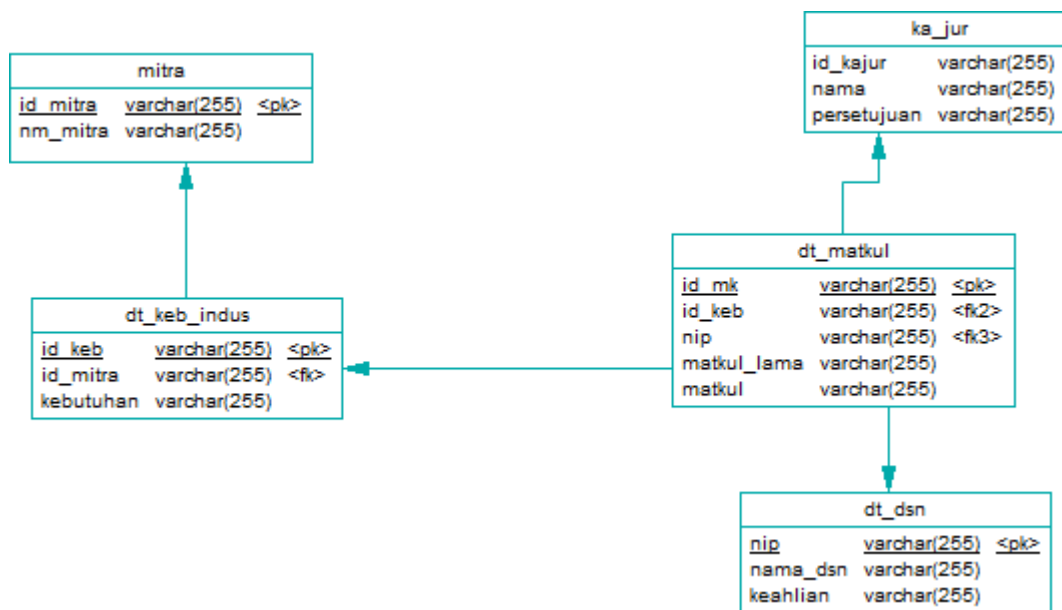 mitra
id_mitra varchar(255) <pk>
nm_mitra varchar(255)
ka_jur
id_kajur varchar(255)
nama varchar(255)
persetujuan varchar(255)
dt_matkul
id_mk varchar(255) <pk>
id_keb varchar(255) <fk2>
nip varchar(255) <fk3>
matkul_lama varchar(255)
matkul varchar(255)
dt_keb_indus
id_keb varchar(255) <pk>
id_mitra varchar(255) <fk>
kebutuhan varchar(255)
dt_dsn
nip varchar(255) <pk>
nama_dsn varchar(255)
keahlian varchar(255)